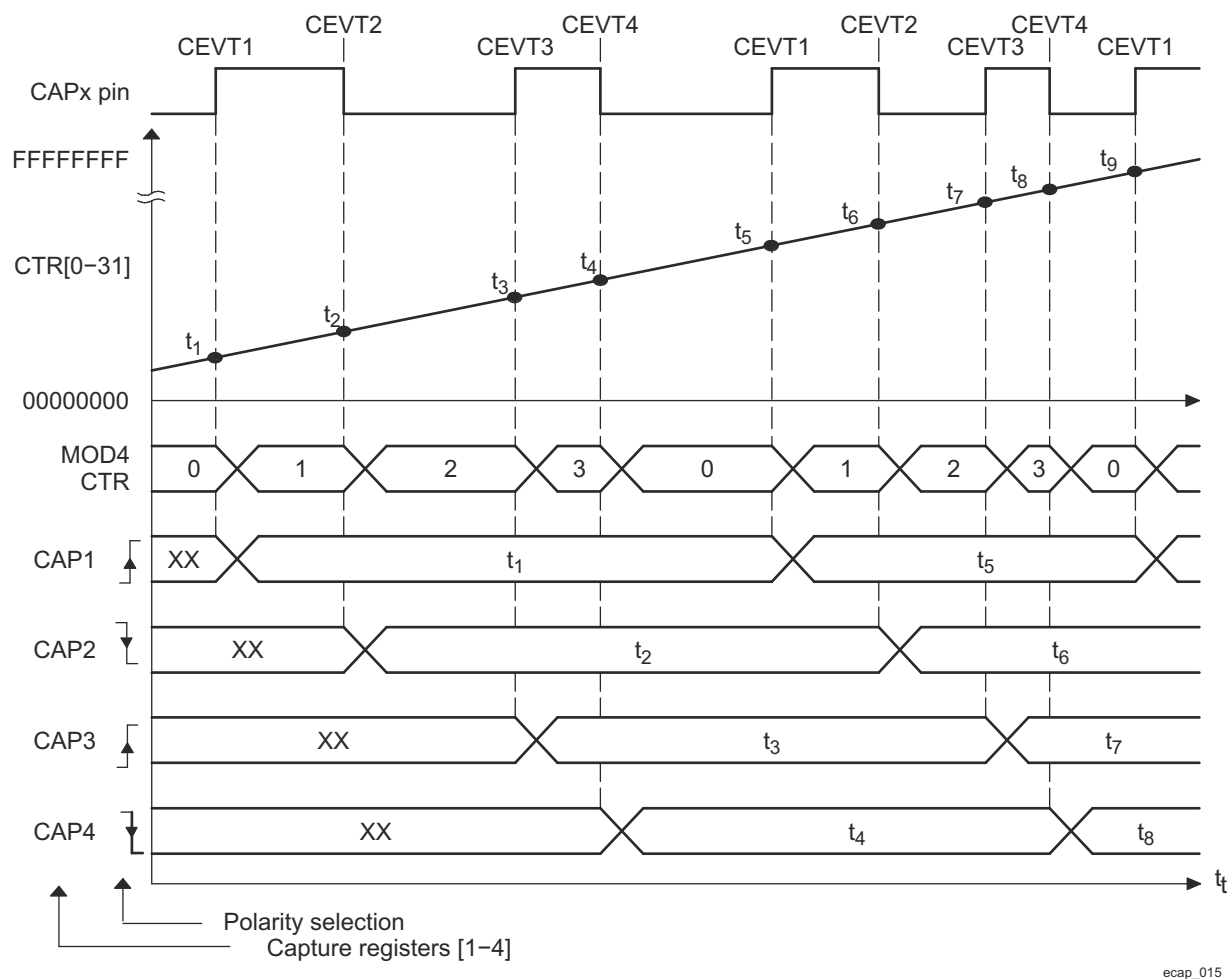 CEVT2 CEVT4 CEVT2 CEVT4
CEVT1 CEVT3 CEVT1 CEVT3 CEVT1
CAPx pin
FFFFFFFF
t9
t8
t7
t6
t5
CTR[0−31]
t4
t3
t2
t1
00000000
MOD4
CTR
0 1 2 3 0 1 2 3 0
CAP1 XX t1 t5
CAP2 XX t2 t6
CAP3 XX t3 t7
CAP4 XX t4 t8
tt
Polarity selection
Capture registers [1−4]
ecap_015